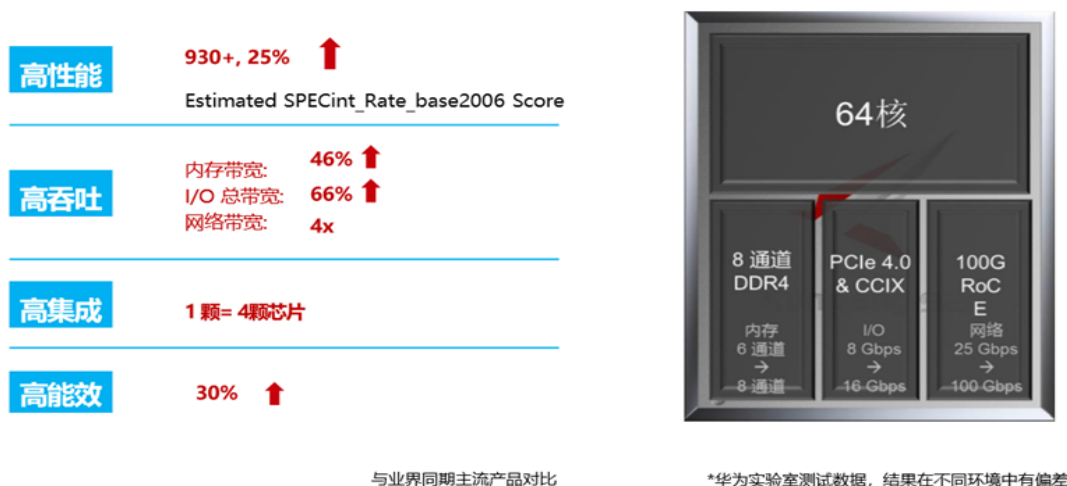 高性能
930+, 25%
Estimated SPECint_Rate_base2006 Score
高吞吐
内存带宽: 46%
I/O 总带宽: 66%
网络带宽: 4x
高集成
1 颗= 4颗芯片
高能效
30%
与业界同期主流产品对比
64核
8 通道
DDR4
内存
6 通道
→
8 通道
PCIe 4.0
& CCIX
I/O
8 Gbps
→
16 Gbps
100G
RoC
E
网络
25 Gbps
→
100 Gbps
*华为实验室测试数据，结果在不同环境中有偏差